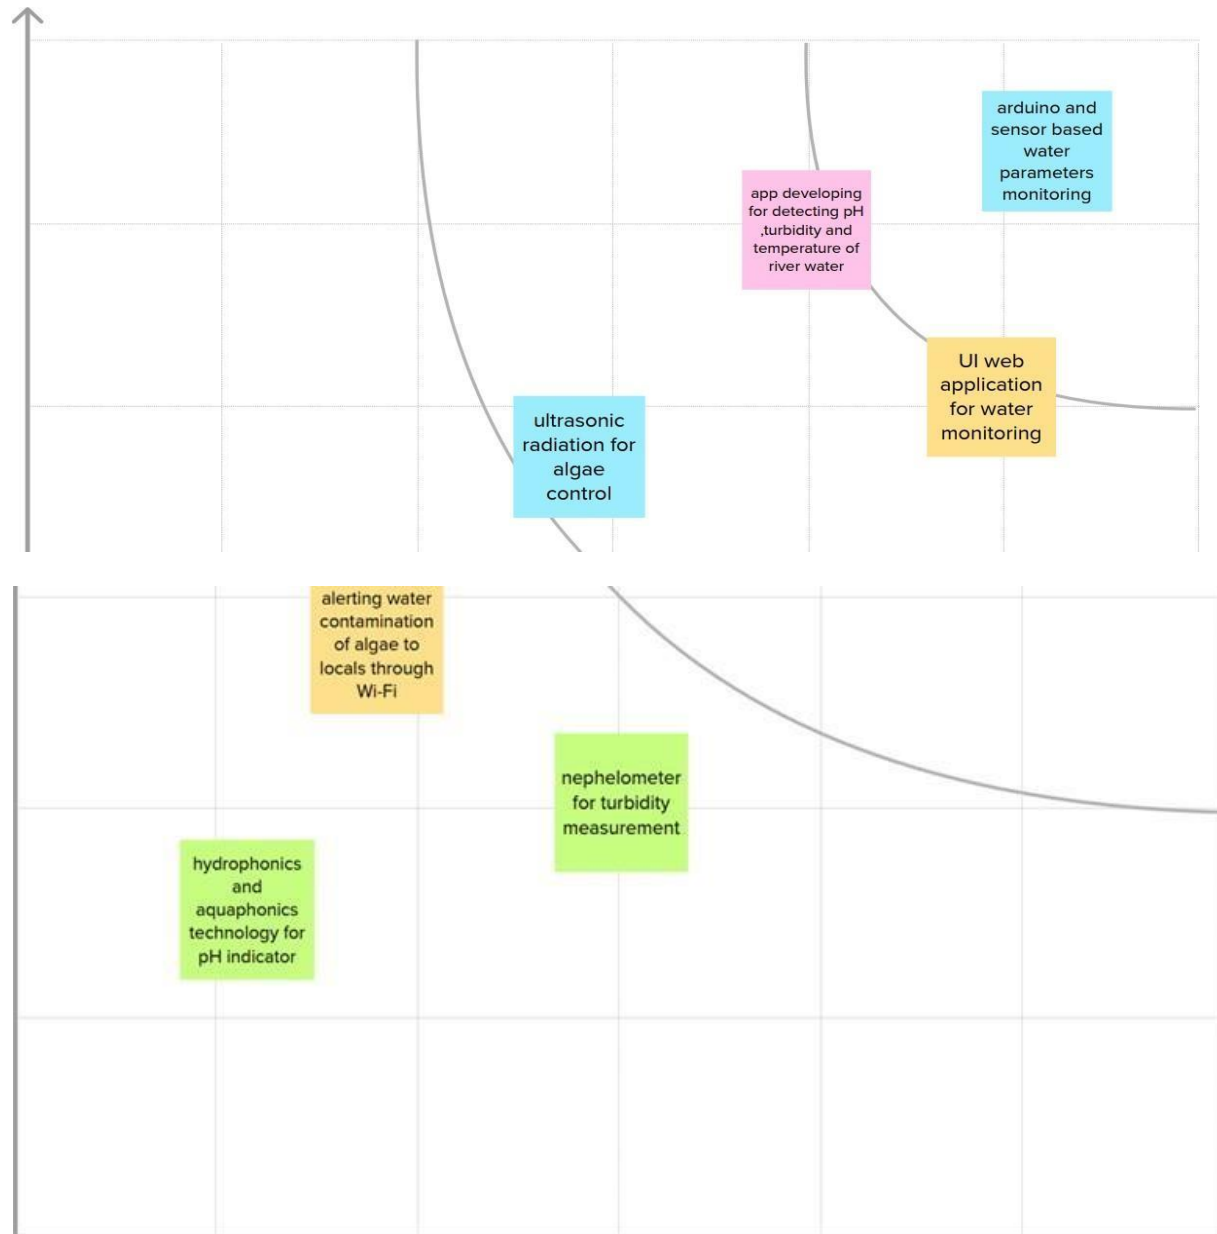 arduino and
sensor based
water
parameters
monitoring
app developing
for detecting pH
,turbidity and
temperature of
river water
UI web
application
for water
monitoring
ultrasonic
radiation for
algae
control
alerting water
contamination
of algae to
locals through
Wi-Fi
nephelometer
for turbidity
measurement
hydrophonics
and
aquaphonics
technology for
pH indicator